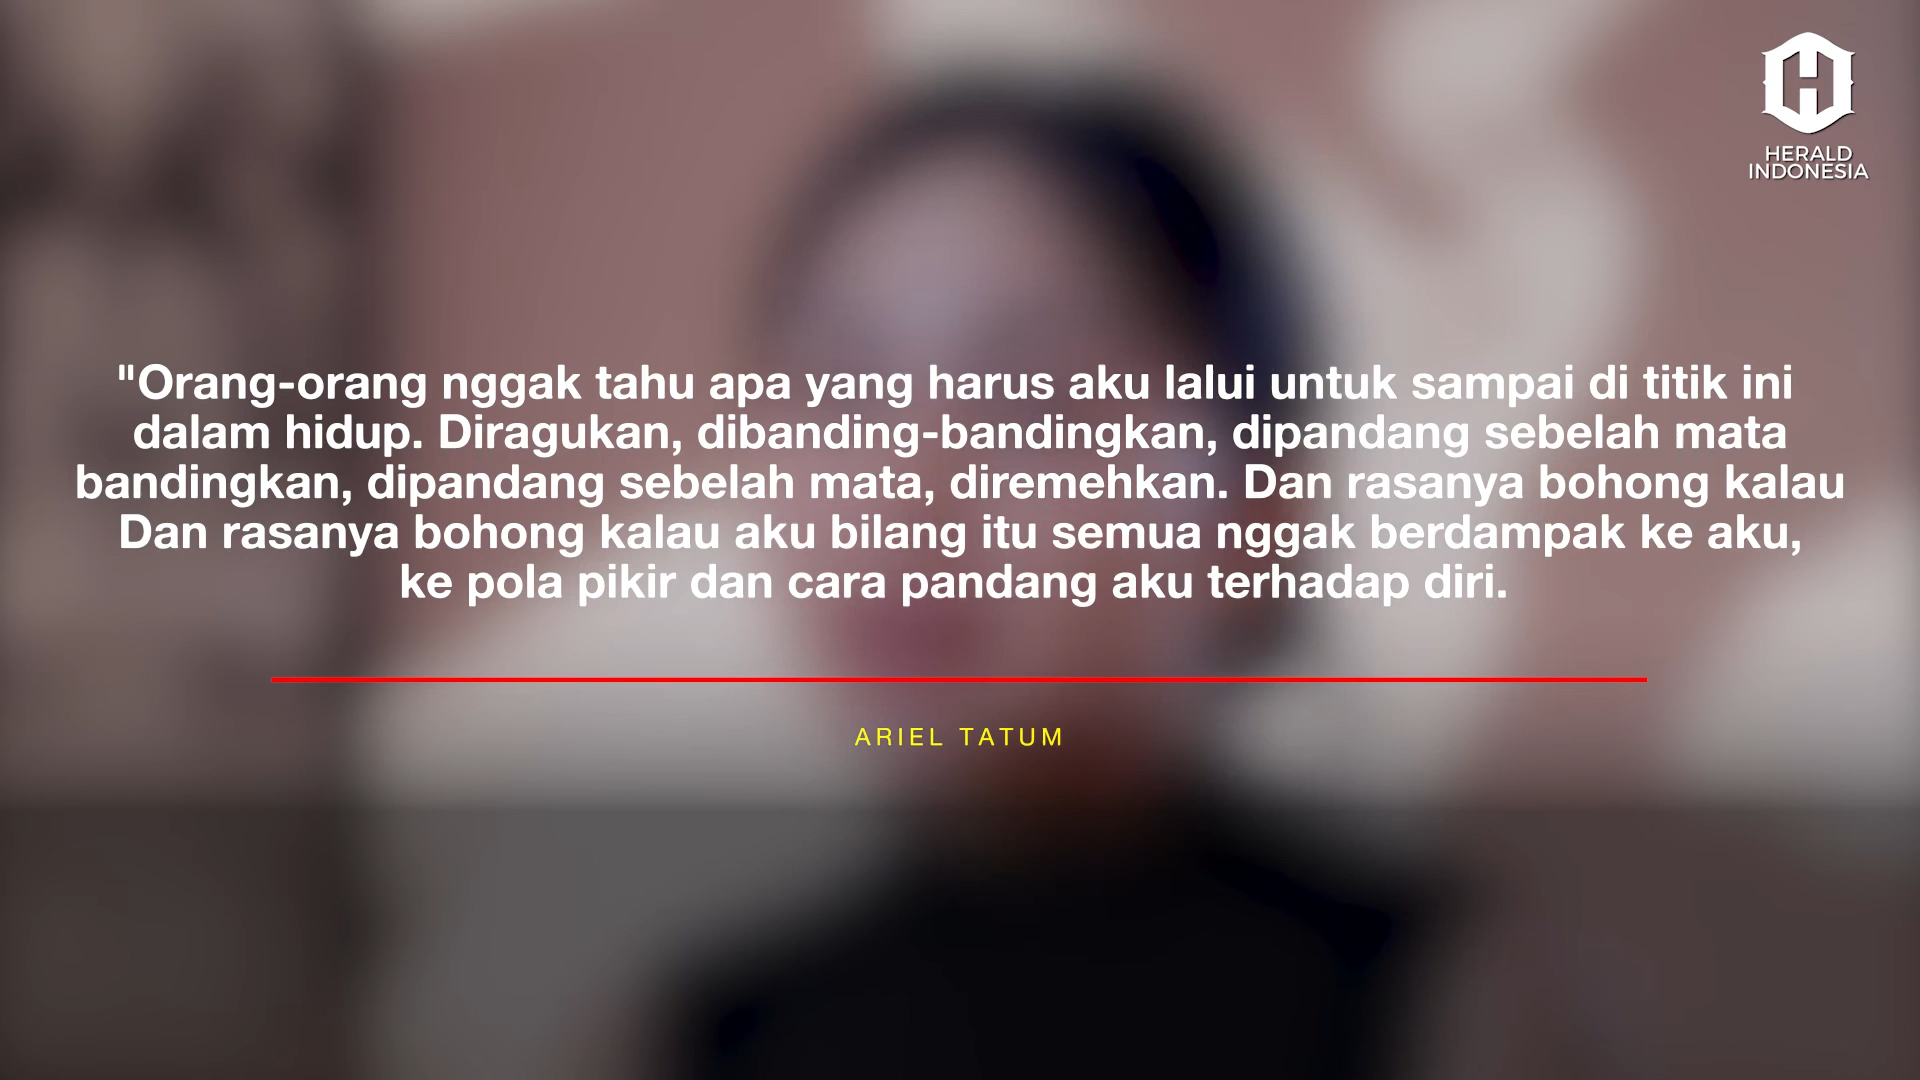 HERALD
INDONESIA
"Orang-orang nggak tahu apa yang harus aku lalui untuk sampai di titik ini
dalam hidup. Diragukan, dibanding-bandingkan, dipandang sebelah mata
bandingkan, dipandang sebelah mata, diremehkan. Dan rasanya bohong kalau
Dan rasanya bohong kalau aku bilang itu semua nggak berdampak ke aku,
ke pola pikir dan cara pandang aku terhadap diri.
ARIEL TATUM